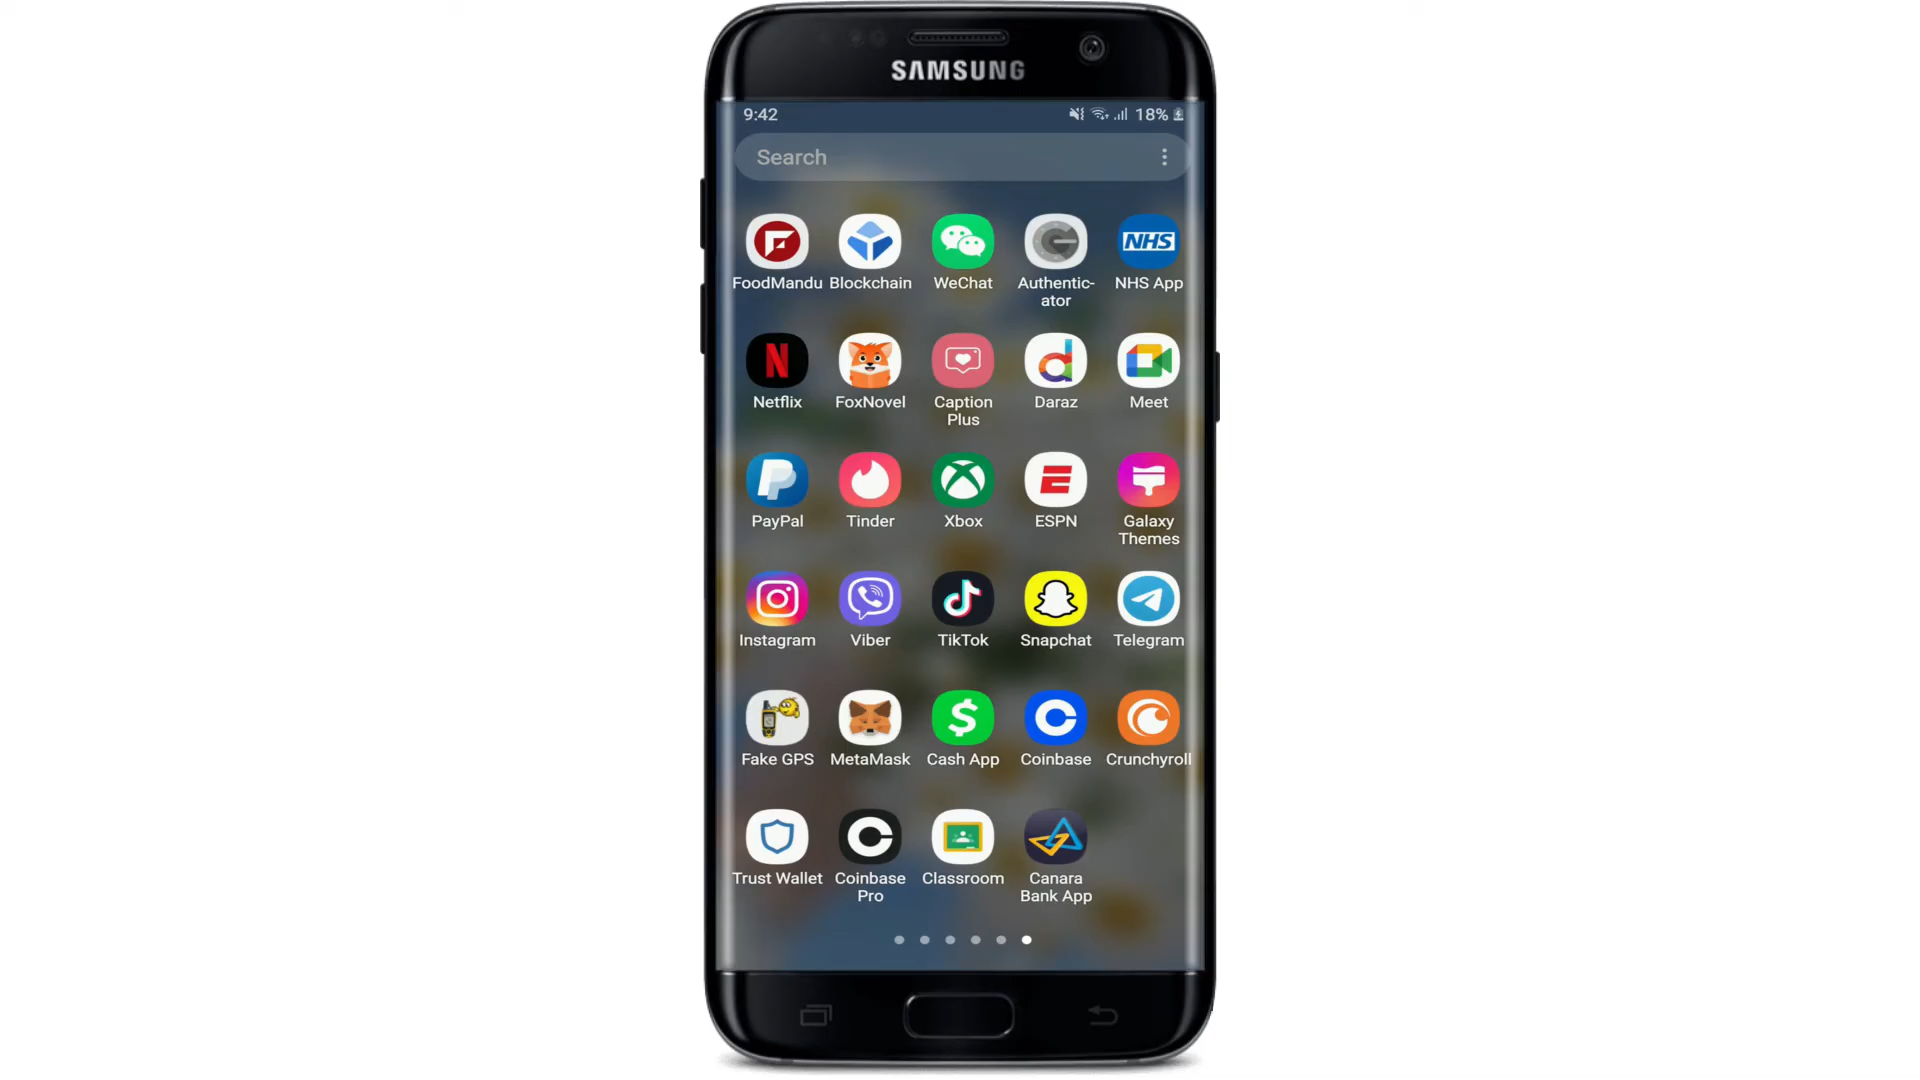 SAMSUNG
9:42
18%
Search
NHS
FoodMandu
Blockchain
WeChat
Authentic-
ator
NHS App
N
Netflix
FoxNovel
Caption
Plus
Daraz
Meet
PayPal
Tinder
Xbox
ESPN
Galaxy
Themes
Instagram
Viber
TikTok
Snapchat
Telegram
Fake GPS
MetaMask
Cash App
Coinbase
Crunchyroll
Trust Wallet
Coinbase
Pro
Classroom
Canara
Bank App